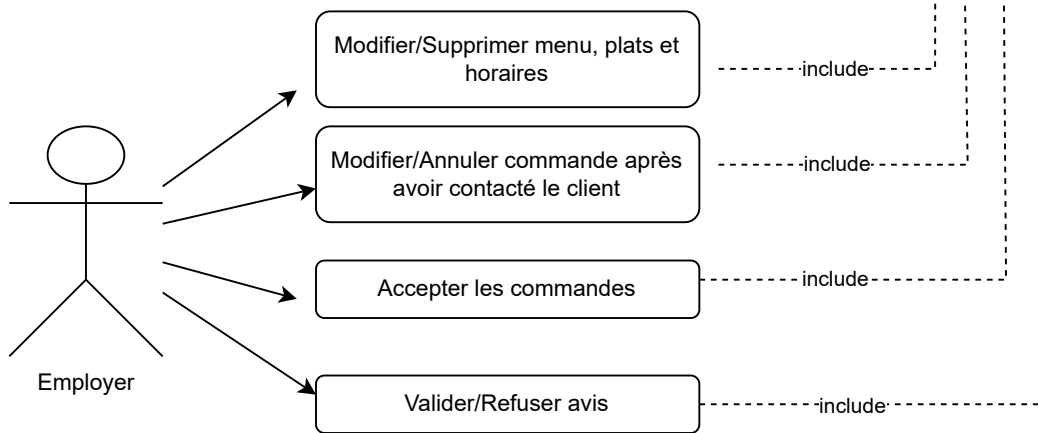 Modifier/Supprimer menu, plats et
horaires
include
Modifier/Annuler commande après
avoir contacté le client
include
Accepter les commandes
include
Employer
Valider/Refuser avis
include